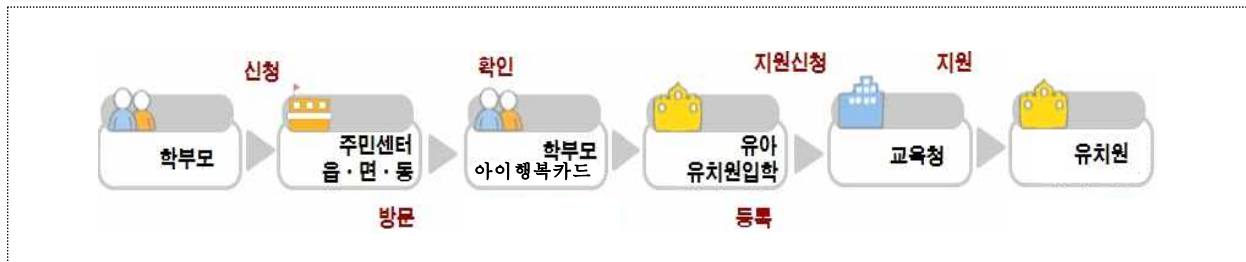 신청
확인
지원신청
지원
학부모
주민센터
읍·면·동
학부모
아이행복카드
유아
유치원입학
교육청
유치원
방문
등록